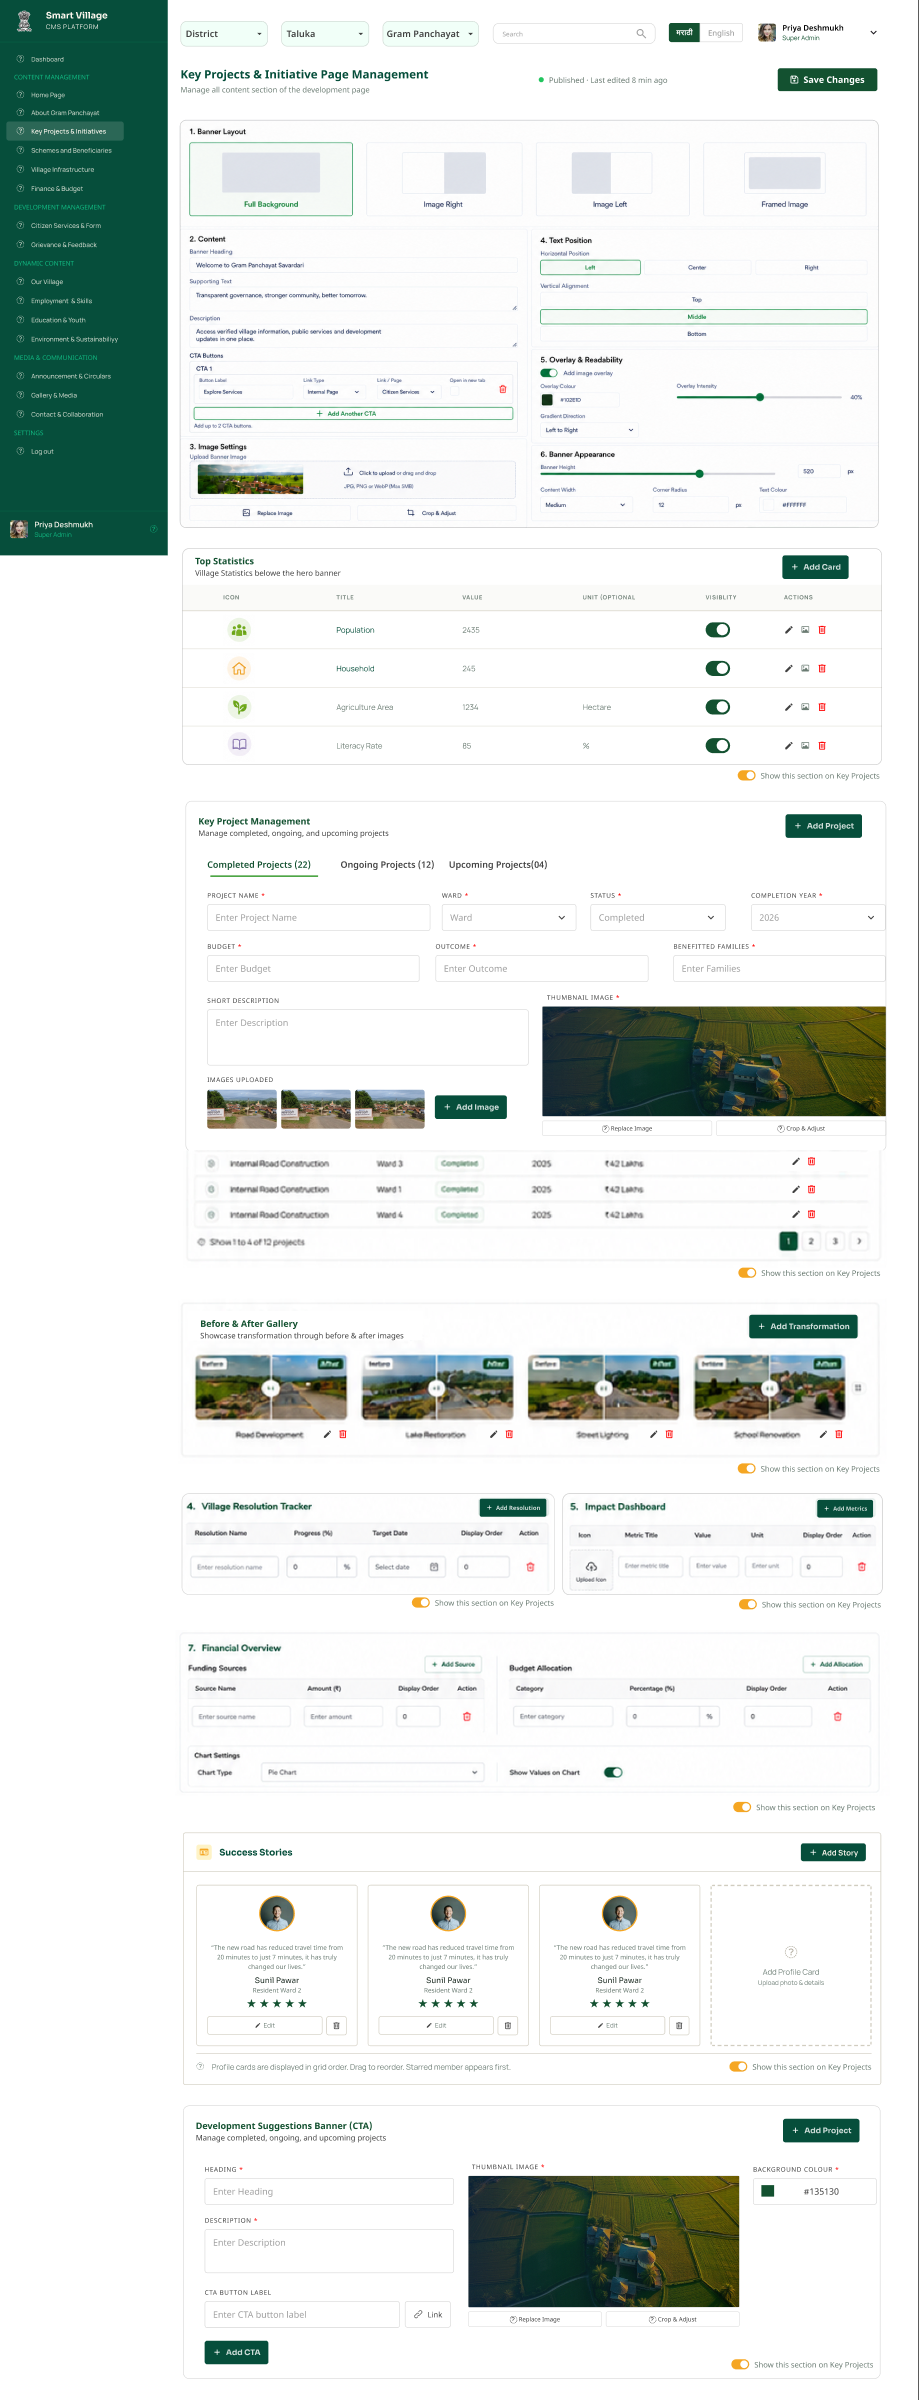 Smart Village
CMS PLATFORM
Dashboard
CONTENT MANAGEMENT
Home Page
About Gram Panchayat
Key Projects & Initiatives
Schemes and Beneficiaries
Village Infrastructure
Finance & Budget
DEVELOPMENT MANAGEMENT
Citizen Services & Form
Grievance & Feedback
DYNAMIC CONTENT
Our Village
Employment & Skills
Education & Youth
Environment & Sustainabiliyy
MEDIA & COMMUNICATION
Announcement & Circulars
Gallery & Media
Contact & Collaboration
SETTINGS
Log out
Priya Deshmukh
Super Admin
District
Taluka
Gram Panchayat
Search
मराठी
English
Priya Deshmukh
Super Admin
Key Projects & Initiative Page Management
Manage all content section of the development page
Published · Last edited 8 min ago
Save Changes
1. Banner Layout
Full Background
Image Right
Image Left
Framed Image
2. Content
Banner Heading
Welcome to Gram Panchayat Savardari
Supporting Text
Transparent governance, stronger community, better tomorrow.
Description
Access verified village information, public services and development
updates in one place.
CTA Buttons
CTA 1
Button Label Link Type Link / Page Open in new tab
Explore Services Internal Page Citizen Services
+ Add Another CTA
Add up to 2 CTA buttons.
3. Image Settings
Upload Banner Image
Click to upload or drag and drop
JPG, PNG or WebP (Max 5MB)
Replace Image Crop & Adjust
4. Text Position
Horizontal Position
Left Center Right
Vertical Alignment
Top
Middle
Bottom
5. Overlay & Readability
Add image overlay
Overlay Colour Overlay Intensity
#102E1D 40%
Gradient Direction
Left to Right
6. Banner Appearance
Banner Height
520 px
Content Width Corner Radius Text Colour
Medium 12 px #FFFFFF
Top Statistics
Village Statistics belowe the hero banner
+ Add Card
ICON TITLE VALUE UNIT (OPTIONAL VISIBLITY ACTIONS
Population 2435
Household 245
Agriculture Area 1234 Hectare
Literacy Rate 85 %
Show this section on Key Projects
Key Project Management
Manage completed, ongoing, and upcoming projects
+ Add Project
Completed Projects (22) Ongoing Projects (12) Upcoming Projects(04)
PROJECT NAME * WARD * STATUS * COMPLETION YEAR *
Enter Project Name Ward Completed 2026
BUDGET * OUTCOME * BENEFITTED FAMILIES *
Enter Budget Enter Outcome Enter Families
SHORT DESCRIPTION
Enter Description
THUMBNAIL IMAGE *
IMAGES UPLOADED
+ Add Image
Replace Image Crop & Adjust
Internal Road Construction Ward 3 Completed 2025 ₹42 Lakhs
Internal Road Construction Ward 1 Completed 2025 ₹42 Lakhs
Internal Road Construction Ward 4 Completed 2025 ₹42 Lakhs
Show 1 to 4 of 12 projects
1 2 3 >
Show this section on Key Projects
Before & After Gallery
Showcase transformation through before & after images
+ Add Transformation
Before After Before After Before After Before After
Road Development Lake Restoration Street Lighting School Renovation
Show this section on Key Projects
4. Village Resolution Tracker
+ Add Resolution
Resolution Name Progress (%) Target Date Display Order Action
Enter resolution name 0 % Select date 0
Show this section on Key Projects
5. Impact Dashboard
+ Add Metrics
Icon Metric Title Value Unit Display Order Action
Upload Icon Enter metric title Enter value Enter unit 0
Show this section on Key Projects
7. Financial Overview
Funding Sources
+ Add Source
Source Name Amount (₹) Display Order Action
Enter source name Enter amount 0
Budget Allocation
+ Add Allocation
Category Percentage (%) Display Order Action
Enter category 0 % 0
Chart Settings
Chart Type Pie Chart Show Values on Chart
Show this section on Key Projects
Success Stories
+ Add Story
"The new road has reduced travel time from
20 minutes to just 7 minutes, it has truly
changed our lives."
Sunil Pawar
Resident Ward 2
Edit
"The new road has reduced travel time from
20 minutes to just 7 minutes, it has truly
changed our lives."
Sunil Pawar
Resident Ward 2
Edit
"The new road has reduced travel time from
20 minutes to just 7 minutes, it has truly
changed our lives."
Sunil Pawar
Resident Ward 2
Edit
Add Profile Card
Upload photo & details
Profile cards are displayed in grid order. Drag to reorder. Starred member appears first.
Show this section on Key Projects
Development Suggestions Banner (CTA)
Manage completed, ongoing, and upcoming projects
+ Add Project
HEADING *
Enter Heading
DESCRIPTION *
Enter Description
CTA BUTTON LABEL
Enter CTA button label Link
+ Add CTA
THUMBNAIL IMAGE *
Replace Image Crop & Adjust
BACKGROUND COLOUR *
#135130
Show this section on Key Projects